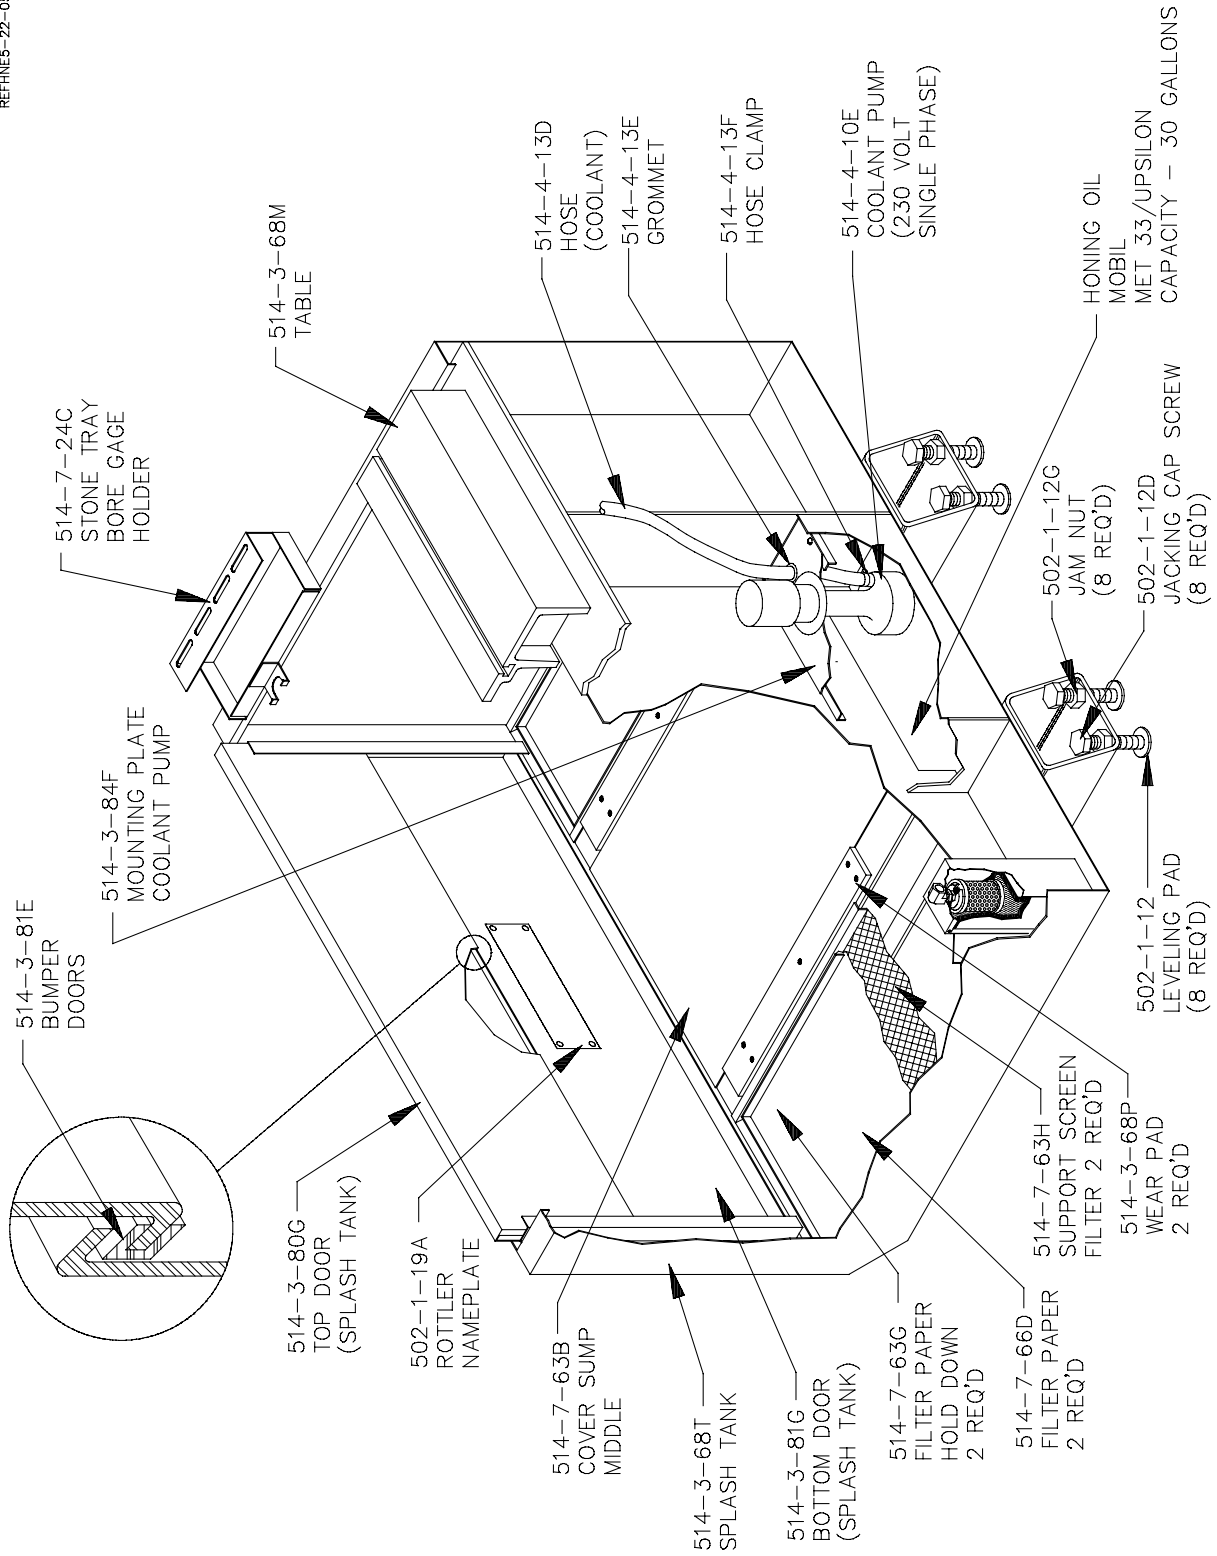 REFHNE5-22-05
514-3-81E
BUMPER
DOORS
514-3-84F
MOUNTING PLATE
COOLANT PUMP
514-7-24C
STONE TRAY
BORE GAGE
HOLDER
514-3-68M
TABLE
514-4-13D
HOSE
(COOLANT)
514-4-13E
GROMMET
514-4-13F
HOSE CLAMP
514-4-10E
COOLANT PUMP
(230 VOLT
SINGLE PHASE)
HONING OIL
MOBIL
MET 33/UPSILON
CAPACITY - 30 GALLONS
514-3-80G
TOP DOOR
(SPLASH TANK)
502-1-19A
ROTTLER
NAMEPLATE
514-7-63B
COVER SUMP
MIDDLE
514-3-68T
SPLASH TANK
514-3-81G
BOTTOM DOOR
(SPLASH TANK)
514-7-63G
FILTER PAPER
HOLD DOWN
2 REQ'D
514-7-66D
FILTER PAPER
2 REQ'D
514-7-63H
SUPPORT SCREEN
FILTER 2 REQ'D
514-3-68P
WEAR PAD
2 REQ'D
502-1-12
LEVELING PAD
(8 REQ'D)
502-1-12G
JAM NUT
(8 REQ'D)
502-1-12D
JACKING CAP SCREW
(8 REQ'D)